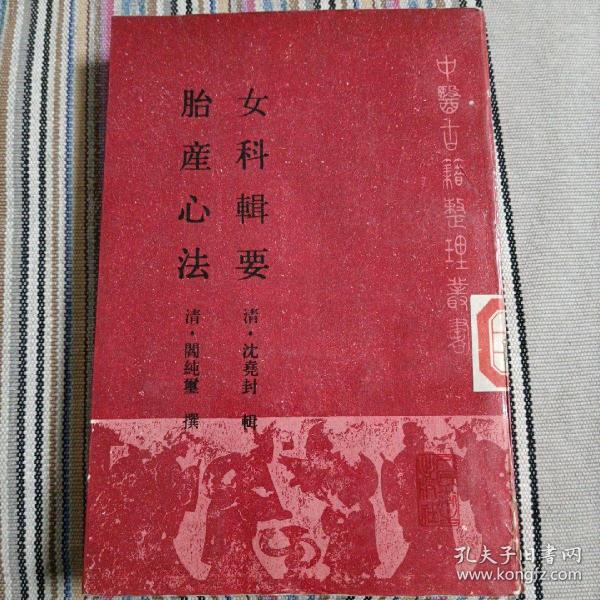 中醫古籍整理叢書
女科輯要
清·沈堯封 輯
胎産心法
清·閻純璽 撰
孔夫子旧书网
www.kongfz.com